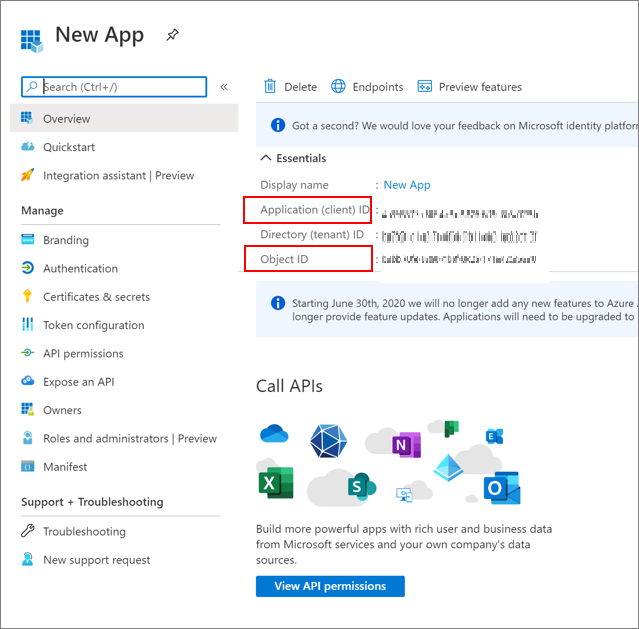 New App
Search (Ctrl+/)
«
Overview
Quickstart
Integration assistant | Preview
Manage
Branding
Authentication
Certificates & secrets
Token configuration
API permissions
Expose an API
Owners
Roles and administrators | Preview
Manifest
Support + Troubleshooting
Troubleshooting
New support request
Delete
Endpoints
Preview features
Got a second? We would love your feedback on Microsoft identity platfor
Essentials
Display name : New App
Application (client) ID :
Directory (tenant) ID :
Object ID :
Starting June 30th, 2020 we will no longer add any new features to Azure
longer provide feature updates. Applications will need to be upgraded to
Call APIs
N
X
S
E
O
Build more powerful apps with rich user and business data
from Microsoft services and your own company's data
sources.
View API permissions